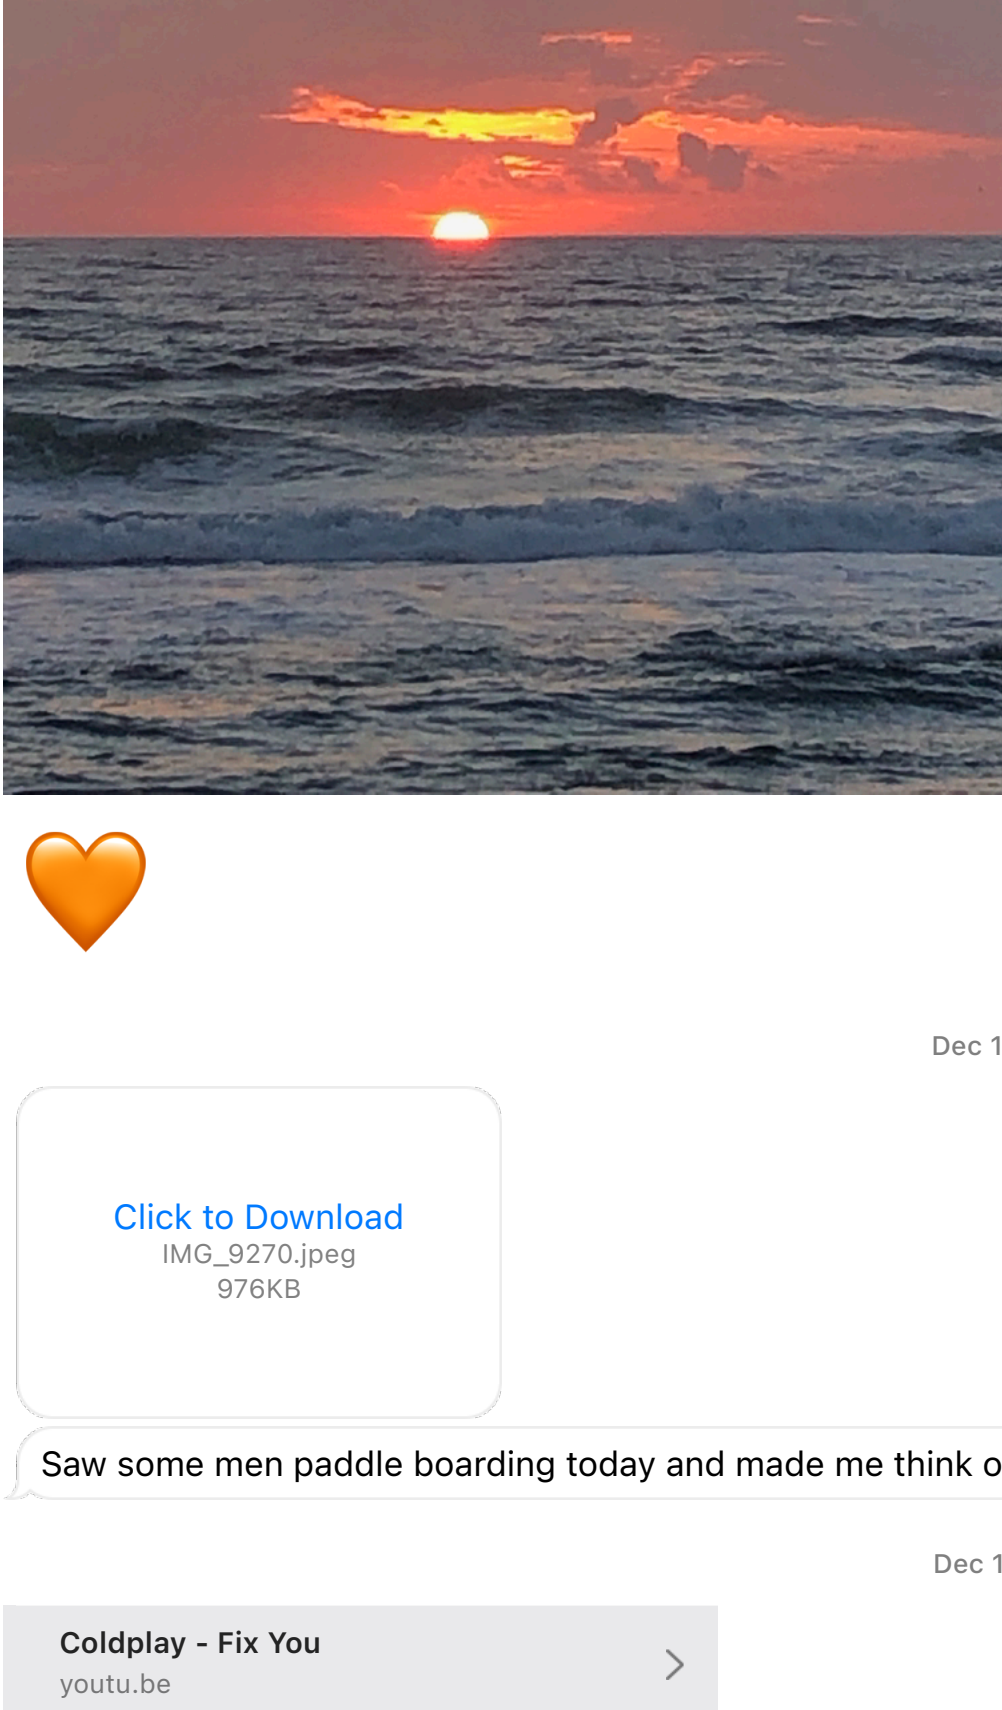 Dec 1
Click to Download
IMG_9270.jpeg
976KB
Saw some men paddle boarding today and made me think o
Dec 1
Coldplay - Fix You
youtu.be